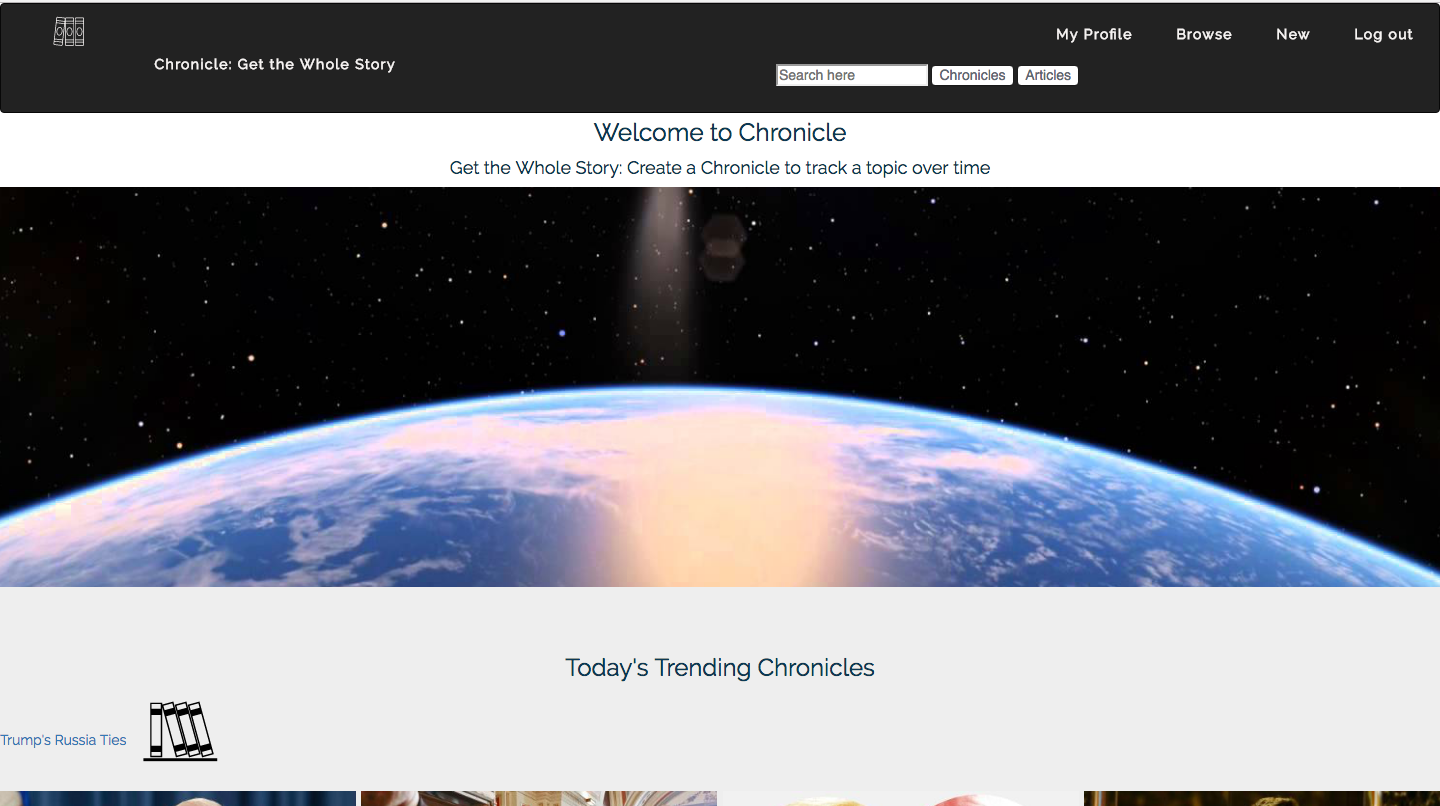 My Profile Browse New Log out
Chronicle: Get the Whole Story
Search here Chronicles Articles
Welcome to Chronicle
Get the Whole Story: Create a Chronicle to track a topic over time
Today's Trending Chronicles
Trump's Russia Ties